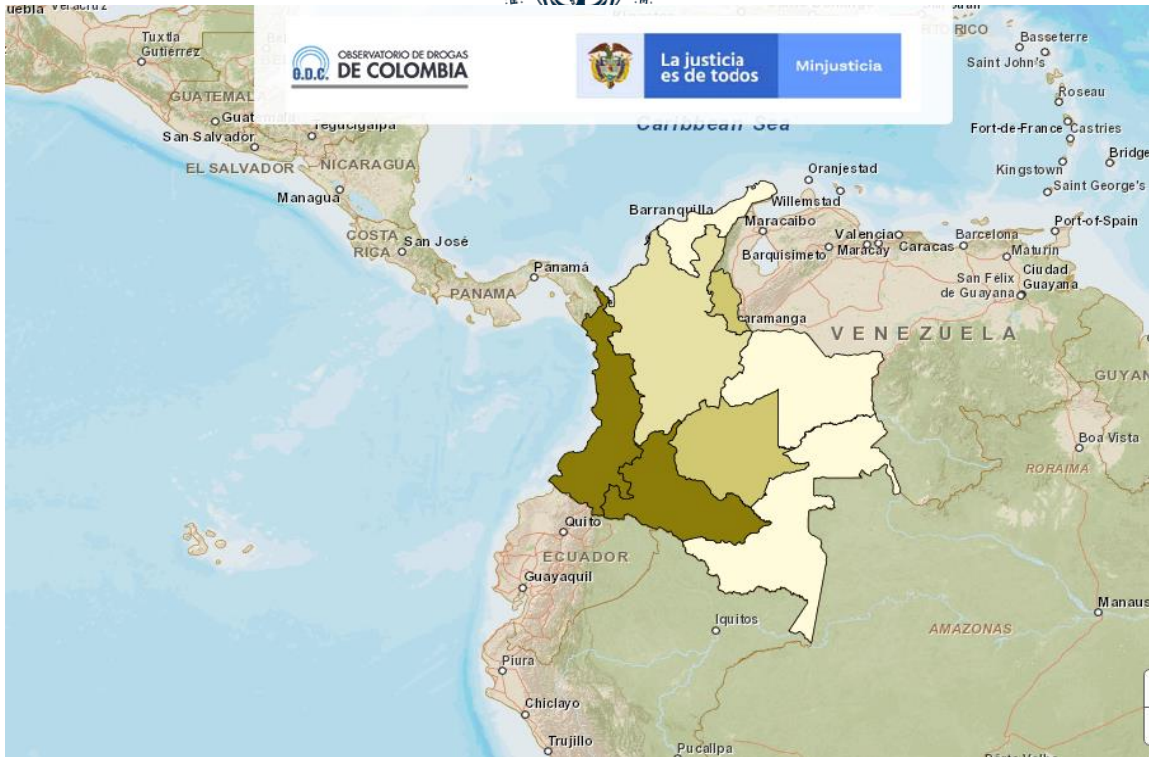 uebla
Veracruz
Tuxtla
Gutiérrez
O.D.C.
OBSERVATORIO DE DROGAS
DE COLOMBIA
La justicia
es de todos
Minjusticia
RICO
Basseterre
Saint John's
Roseau
GUATEMAL
Guat
San Salvador
Tegucigalpa
Caribbean Sea
Fort-de-France
Castries
EL SALVADOR
NICARAGUA
Oranjestad
Kingstown
Bridge
Managua
Willemstad
Saint George's
Barranquilla
Maracaibo
Port-of-Spain
COSTA
RICA
San José
Valencia
Barcelona
Barquisimeto
Maracay
Caracas
Maturín
Panamá
San Félix
de Guayana
Ciudad
Guayana
PANAMA
caramanga
VENEZUELA
GUYAN
Boa Vista
RORAIMA
Quito
ECUADOR
Guayaquil
Iquitos
Manaus
AMAZONAS
Piura
Chiclayo
Trujillo
Pucallpa